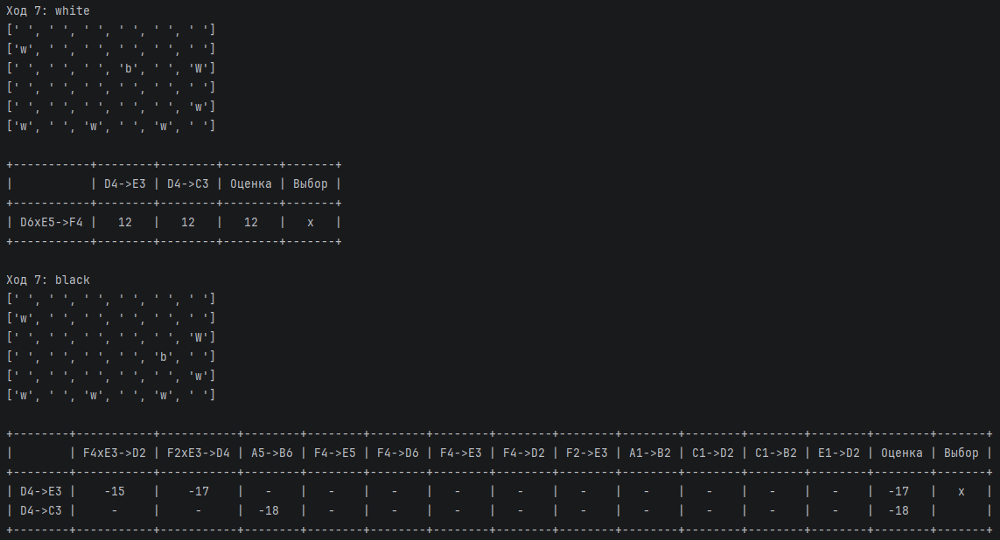 Ход 7: white
[' ', ' ', ' ', ' ', ' ', ' ']
['w', ' ', ' ', ' ', ' ', ' ']
[' ', ' ', ' ', 'b', ' ', 'W']
[' ', ' ', ' ', ' ', ' ', ' ']
[' ', ' ', ' ', ' ', ' ', 'w']
['w', ' ', 'w', ' ', 'w', ' ']
+-----------+--------+--------+--------+-------+
|           | D4->E3 | D4->C3 | Оценка | Выбор |
+-----------+--------+--------+--------+-------+
| D6xE5->F4 |   12   |   12   |   12   |   x   |
+-----------+--------+--------+--------+-------+
Ход 7: black
[' ', ' ', ' ', ' ', ' ', ' ']
['w', ' ', ' ', ' ', ' ', ' ']
[' ', ' ', ' ', ' ', ' ', 'W']
[' ', ' ', ' ', ' ', 'b', ' ']
[' ', ' ', ' ', ' ', ' ', 'w']
['w', ' ', 'w', ' ', 'w', ' ']
+--------+-----------+-----------+--------+--------+--------+--------+--------+--------+--------+--------+--------+--------+--------+-------+
|        | F4xE3->D2 | F2xE3->D4 | A5->B6 | F4->E5 | F4->D6 | F4->E3 | F4->D2 | F2->E3 | A1->B2 | C1->D2 | C1->B2 | E1->D2 | Оценка | Выбор |
+--------+-----------+-----------+--------+--------+--------+--------+--------+--------+--------+--------+--------+--------+--------+-------+
| D4->E3 |    -15    |    -17    |   -    |   -    |   -    |   -    |   -    |   -    |   -    |   -    |   -    |   -    |  -17   |   x   |
| D4->C3 |     -     |     -     |  -18   |   -    |   -    |   -    |   -    |   -    |   -    |   -    |   -    |   -    |  -18   |       |
+--------+-----------+-----------+--------+--------+--------+--------+--------+--------+--------+--------+--------+--------+--------+-------+